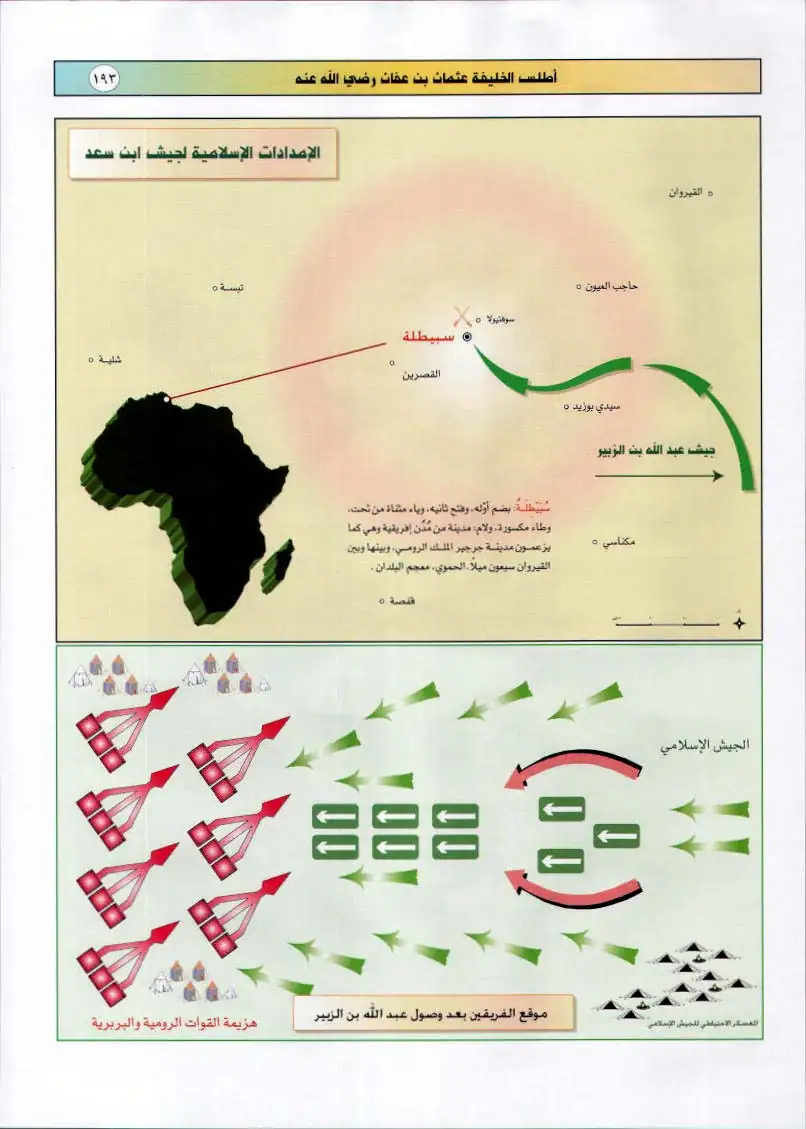 أطلس الخليفة عثمان بن عفان رضي الله عنه
١٩٣
الإمدادات الإسلامية لجيش ابن سعد
القيروان
حاجب العيون
تبسة
سوفتيولا
سبيطلة
شلية
القصرين
سيدي بوزيد
جيش عبد الله بن الزبير
سُبَيْطِلَةُ: بضم أوّله، وفتح ثانيه، وياء مثناة من تحت،
وطاء مكسورة، ولام: مدينة من مُدُن إفريقية وهي كما
يزعمون مدينة جرجير الملك الرومي، وبينها وبين
القيروان سبعون ميلاً. الحموي، معجم البلدان.
مكناسي
قفصة
الجيش الإسلامي
المعسكر الاحتياطي للجيش الإسلامي
موقع الفريقين بعد وصول عبد الله بن الزبير
هزيمة القوات الرومية والبربرية